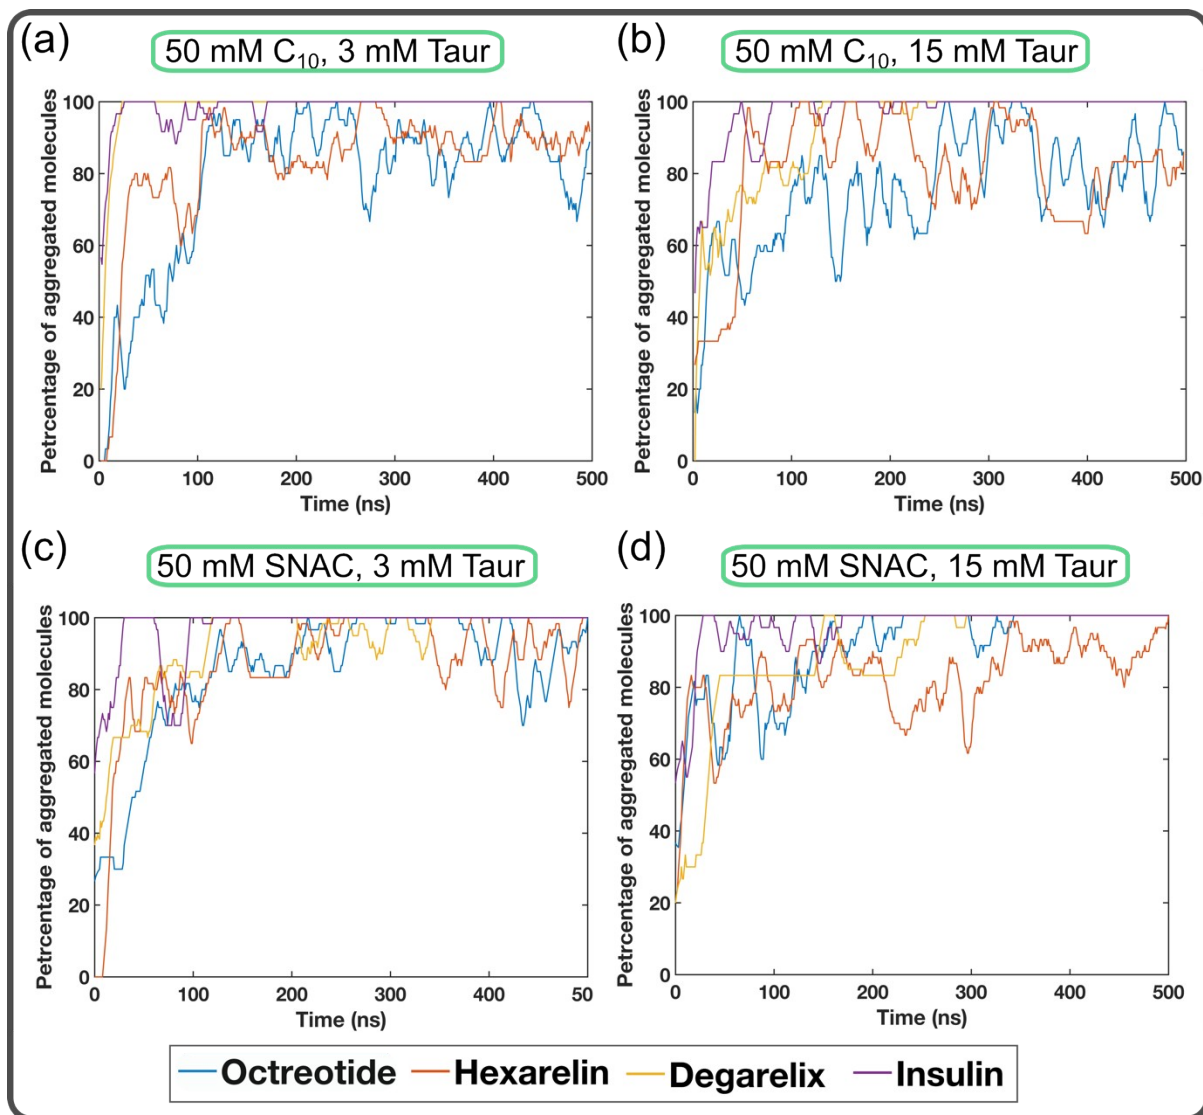 (a)
50 mM C₁₀, 3 mM Taur
Petrcentage of aggregated molecules
100
80
60
40
20
0
0 100 200 300 400 500
Time (ns)
(b)
50 mM C₁₀, 15 mM Taur
Petrcentage of aggregated molecules
100
80
60
40
20
0
0 100 200 300 400 500
Time (ns)
(c)
50 mM SNAC, 3 mM Taur
Petrcentage of aggregated molecules
100
80
60
40
20
0
0 100 200 300 400 50
Time (ns)
(d)
50 mM SNAC, 15 mM Taur
Petrcentage of aggregated molecules
100
80
60
40
20
0
0 100 200 300 400 500
Time (ns)
Octreotide Hexarelin Degarelix Insulin